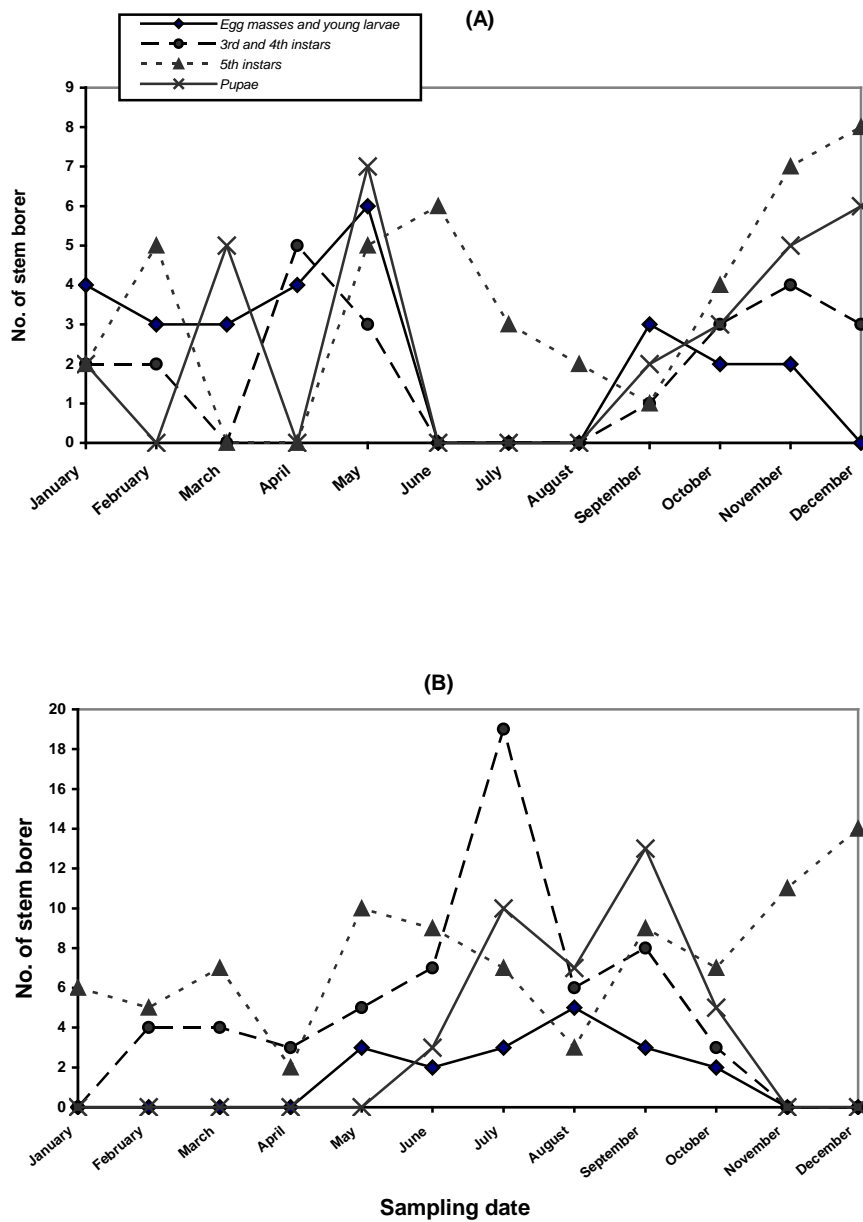 (A)
Egg masses and young larvae
3rd and 4th instars
5th instars
Pupae
No. of stem borer
9
8
7
6
5
4
3
2
1
0
January
February
March
April
May
June
July
August
September
October
November
December
(B)
No. of stem borer
20
18
16
14
12
10
8
6
4
2
0
January
February
March
April
May
June
July
August
September
October
November
December
Sampling date